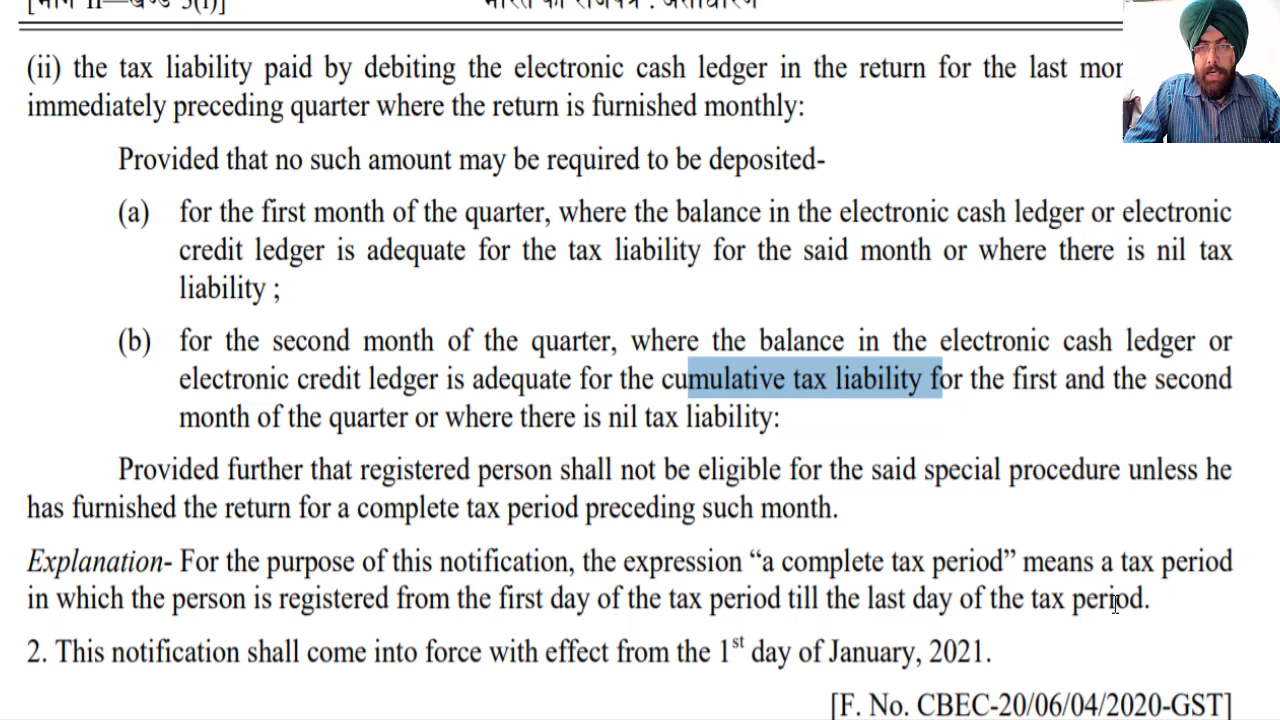 (ii) the tax liability paid by debiting the electronic cash ledger in the return for the last
immediately preceding quarter where the return is furnished monthly:
Provided that no such amount may be required to be deposited-
(a) for the first month of the quarter, where the balance in the electronic cash ledger or electronic
credit ledger is adequate for the tax liability for the said month or where there is nil tax
liability ;
(b) for the second month of the quarter, where the balance in the electronic cash ledger or
electronic credit ledger is adequate for the cumulative tax liability for the first and the second
month of the quarter or where there is nil tax liability:
Provided further that registered person shall not be eligible for the said special procedure unless he
has furnished the return for a complete tax period preceding such month.
Explanation- For the purpose of this notification, the expression “a complete tax period” means a tax period
in which the person is registered from the first day of the tax period till the last day of the tax period.
2. This notification shall come into force with effect from the 1st day of January, 2021.
[F. No. CBEC-20/06/04/2020-GST]